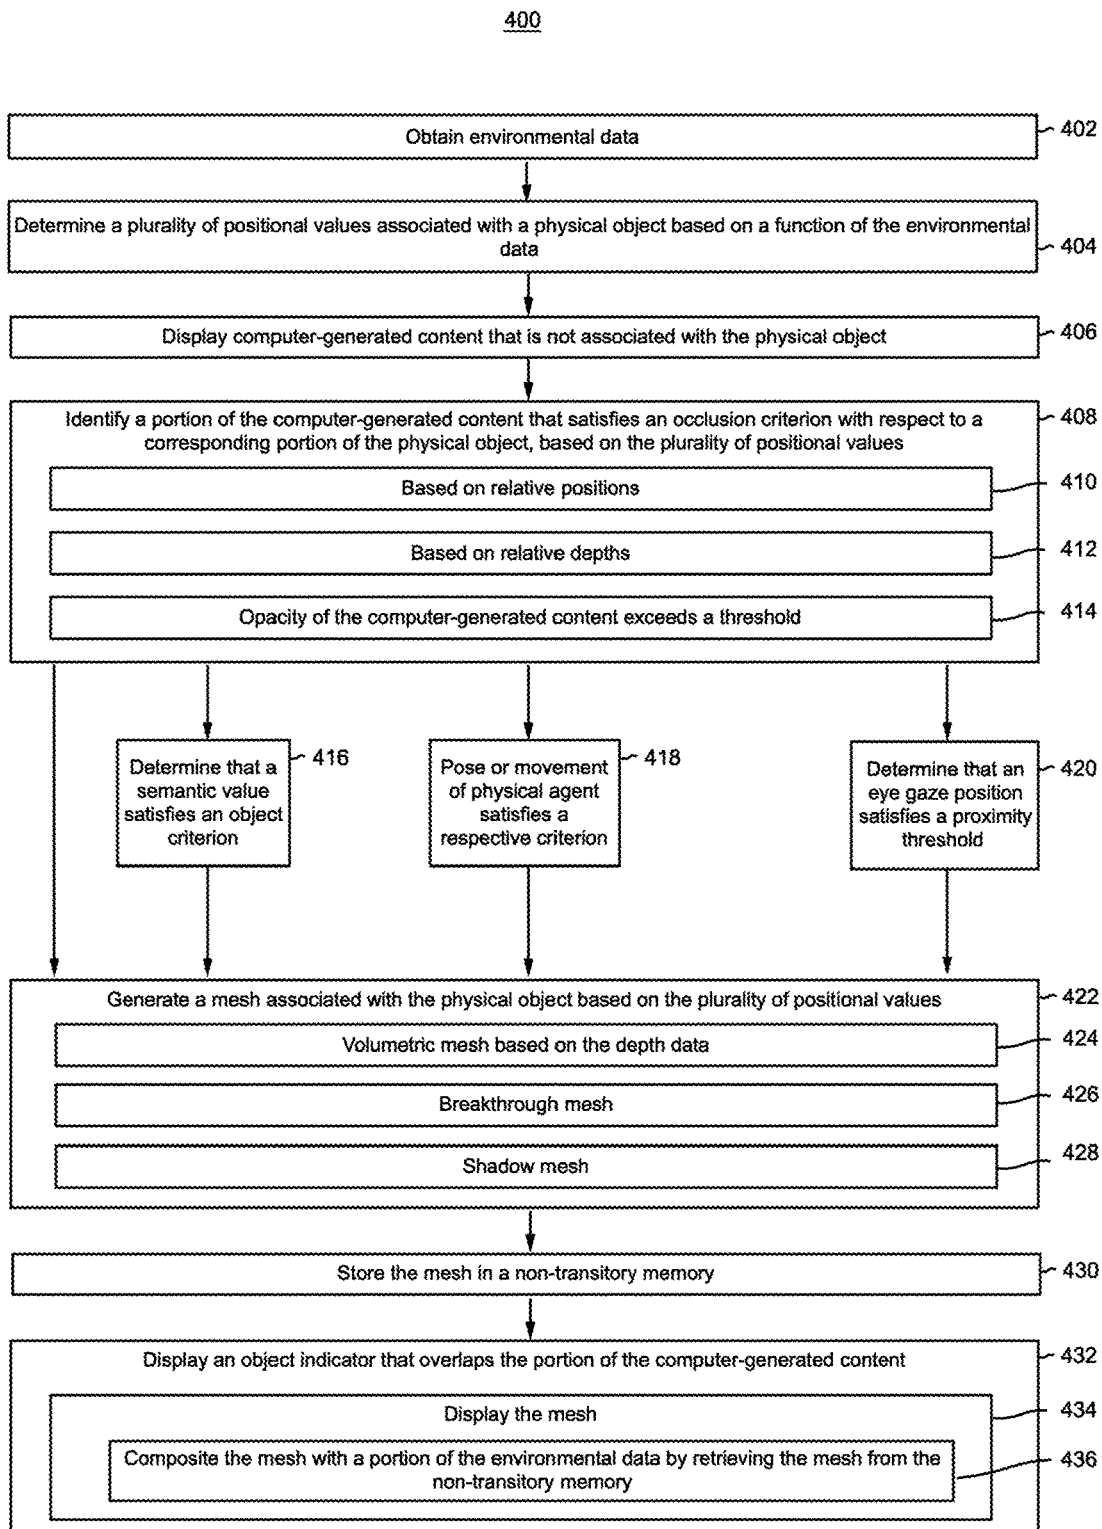 400
Obtain environmental data
402
Determine a plurality of positional values associated with a physical object based on a function of the environmental
data
404
Display computer-generated content that is not associated with the physical object
406
Identify a portion of the computer-generated content that satisfies an occlusion criterion with respect to a
corresponding portion of the physical object, based on the plurality of positional values
408
Based on relative positions
410
Based on relative depths
412
Opacity of the computer-generated content exceeds a threshold
414
Determine that a
semantic value
satisfies an object
criterion
416
Pose or movement
of physical agent
satisfies a
respective criterion
418
Determine that an
eye gaze position
satisfies a proximity
threshold
420
Generate a mesh associated with the physical object based on the plurality of positional values
422
Volumetric mesh based on the depth data
424
Breakthrough mesh
426
Shadow mesh
428
Store the mesh in a non-transitory memory
430
Display an object indicator that overlaps the portion of the computer-generated content
432
Display the mesh
434
Composite the mesh with a portion of the environmental data by retrieving the mesh from the
non-transitory memory
436